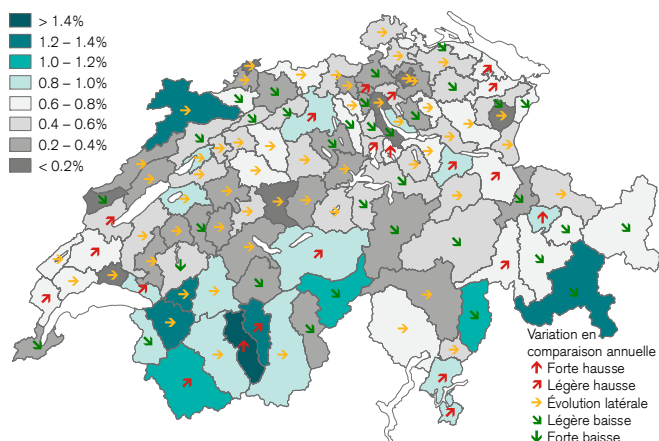 > 1.4%
1.2 – 1.4%
1.0 – 1.2%
0.8 – 1.0%
0.6 – 0.8%
0.4 – 0.6%
0.2 – 0.4%
< 0.2%
Variation en
comparaison annuelle
Forte hausse
Légère hausse
Évolution latérale
Légère baisse
Forte baisse